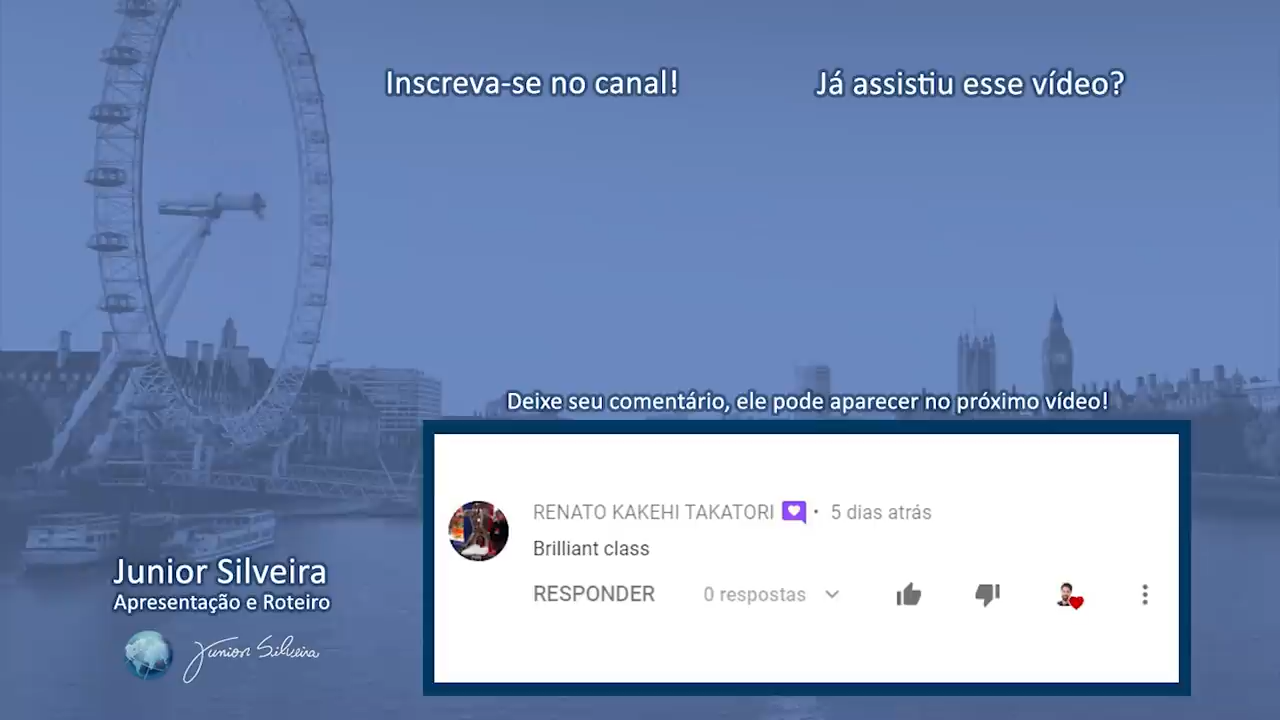 Inscreva-se no canal!
Já assistiu esse vídeo?
Deixe seu comentário, ele pode aparecer no próximo vídeo!
RENATO KAKEHI TAKATORI • 5 dias atrás
Brilliant class
RESPONDER 0 respostas
Junior Silveira
Apresentação e Roteiro
Junior Silveira